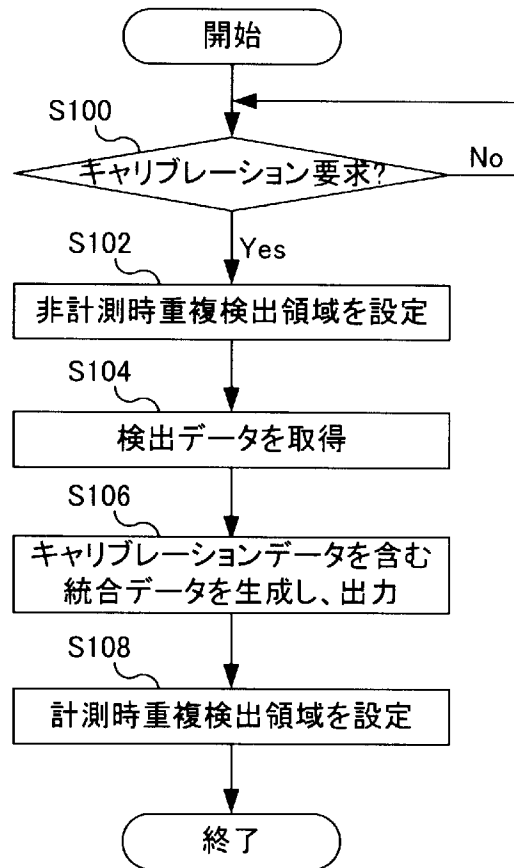 開始
S100
キャリブレーション要求?
No
Yes
S102
非計測時重複検出領域を設定
S104
検出データを取得
S106
キャリブレーションデータを含む
統合データを生成し、出力
S108
計測時重複検出領域を設定
終了